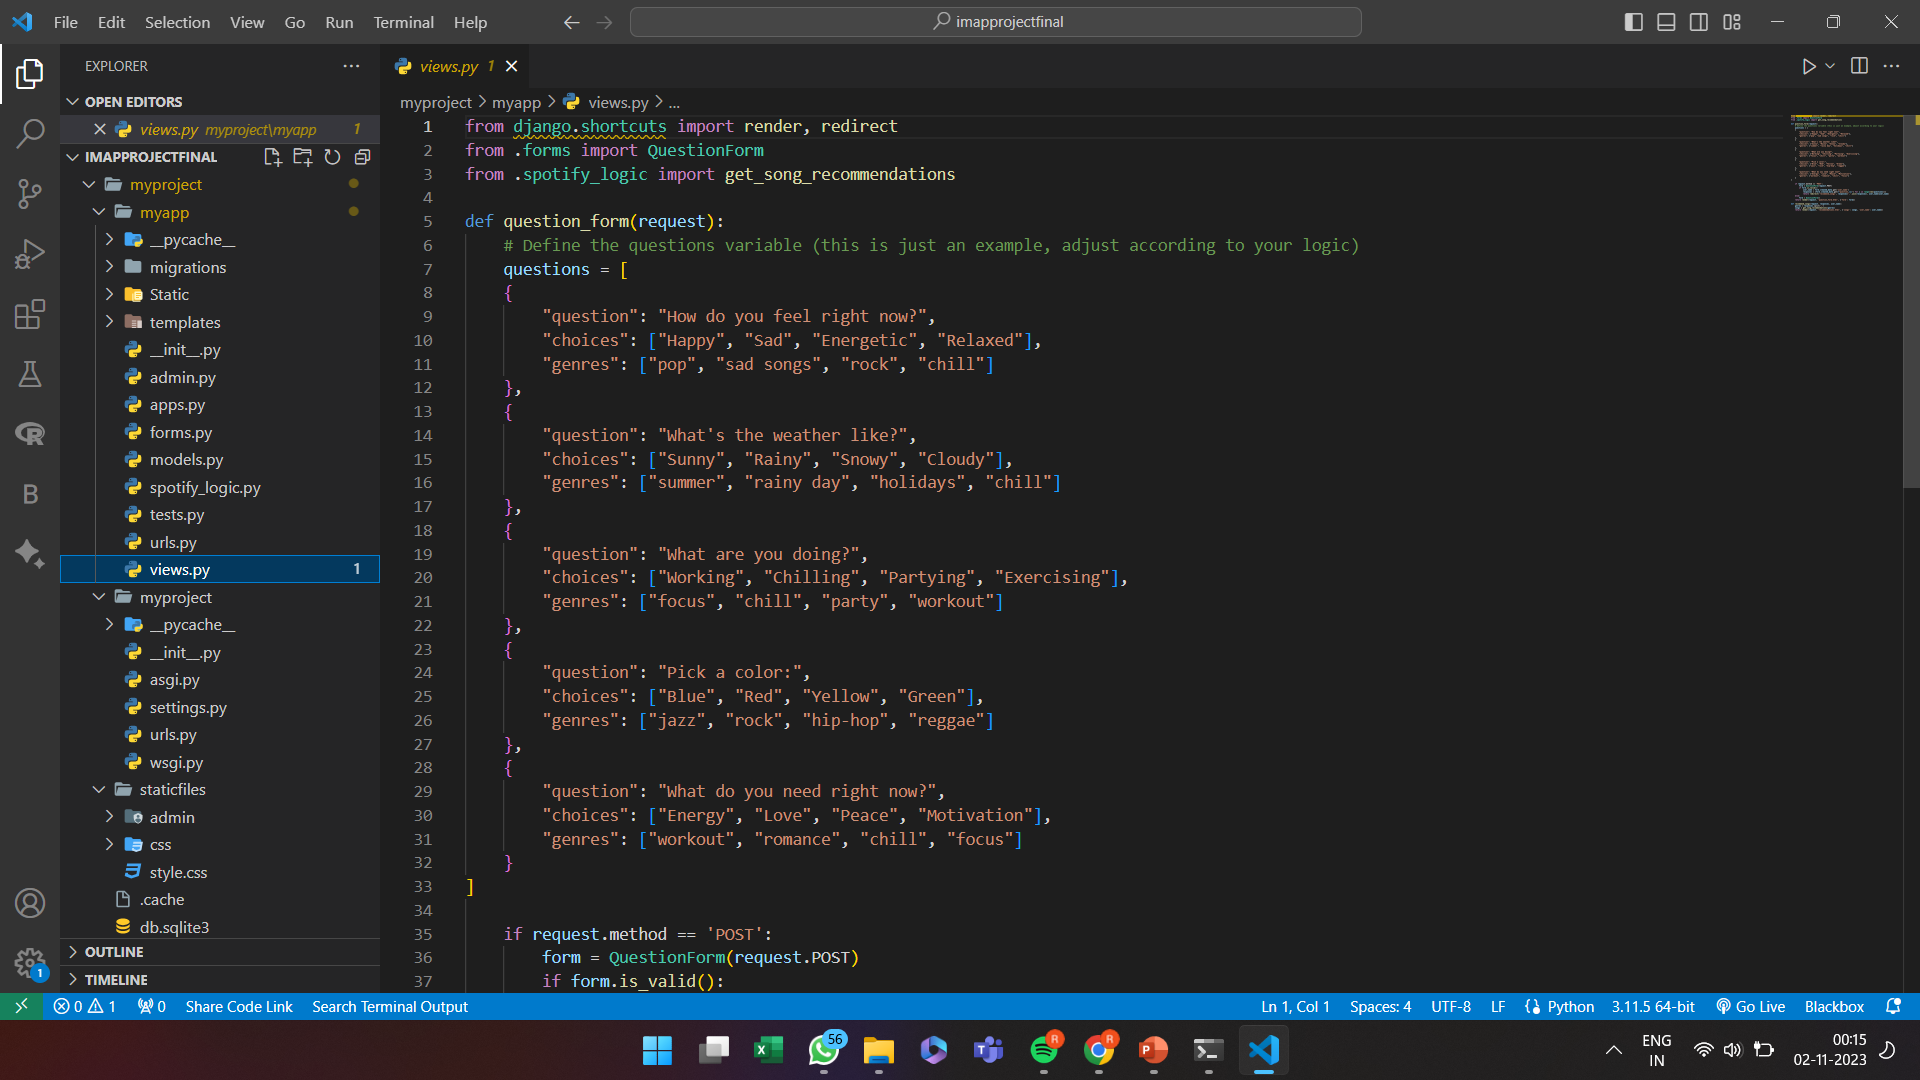 File Edit Selection View Go Run Terminal Help
imapprojectfinal
EXPLORER
OPEN EDITORS
views.py myproject\myapp 1
IMAPPROJECTFINAL
myproject
myapp
__pycache__
migrations
Static
templates
__init__.py
admin.py
apps.py
forms.py
models.py
spotify_logic.py
tests.py
urls.py
views.py 1
myproject
__pycache__
__init__.py
asgi.py
settings.py
urls.py
wsgi.py
staticfiles
admin
css
style.css
.cache
db.sqlite3
OUTLINE
TIMELINE
views.py 1
myproject > myapp > views.py > ...
1 from django.shortcuts import render, redirect
2 from .forms import QuestionForm
3 from .spotify_logic import get_song_recommendations
4
5 def question_form(request):
6     # Define the questions variable (this is just an example, adjust according to your logic)
7     questions = [
8     {
9         "question": "How do you feel right now?",
10         "choices": ["Happy", "Sad", "Energetic", "Relaxed"],
11         "genres": ["pop", "sad songs", "rock", "chill"]
12     },
13     {
14         "question": "What's the weather like?",
15         "choices": ["Sunny", "Rainy", "Snowy", "Cloudy"],
16         "genres": ["summer", "rainy day", "holidays", "chill"]
17     },
18     {
19         "question": "What are you doing?",
20         "choices": ["Working", "Chilling", "Partying", "Exercising"],
21         "genres": ["focus", "chill", "party", "workout"]
22     },
23     {
24         "question": "Pick a color:",
25         "choices": ["Blue", "Red", "Yellow", "Green"],
26         "genres": ["jazz", "rock", "hip-hop", "reggae"]
27     },
28     {
29         "question": "What do you need right now?",
30         "choices": ["Energy", "Love", "Peace", "Motivation"],
31         "genres": ["workout", "romance", "chill", "focus"]
32     }
33 ]
34
35     if request.method == 'POST':
36         form = QuestionForm(request.POST)
37         if form.is_valid():
0 1 0 Share Code Link Search Terminal Output Ln 1, Col 1 Spaces: 4 UTF-8 LF {} Python 3.11.5 64-bit Go Live Blackbox
56
ENG
IN
00:15
02-11-2023